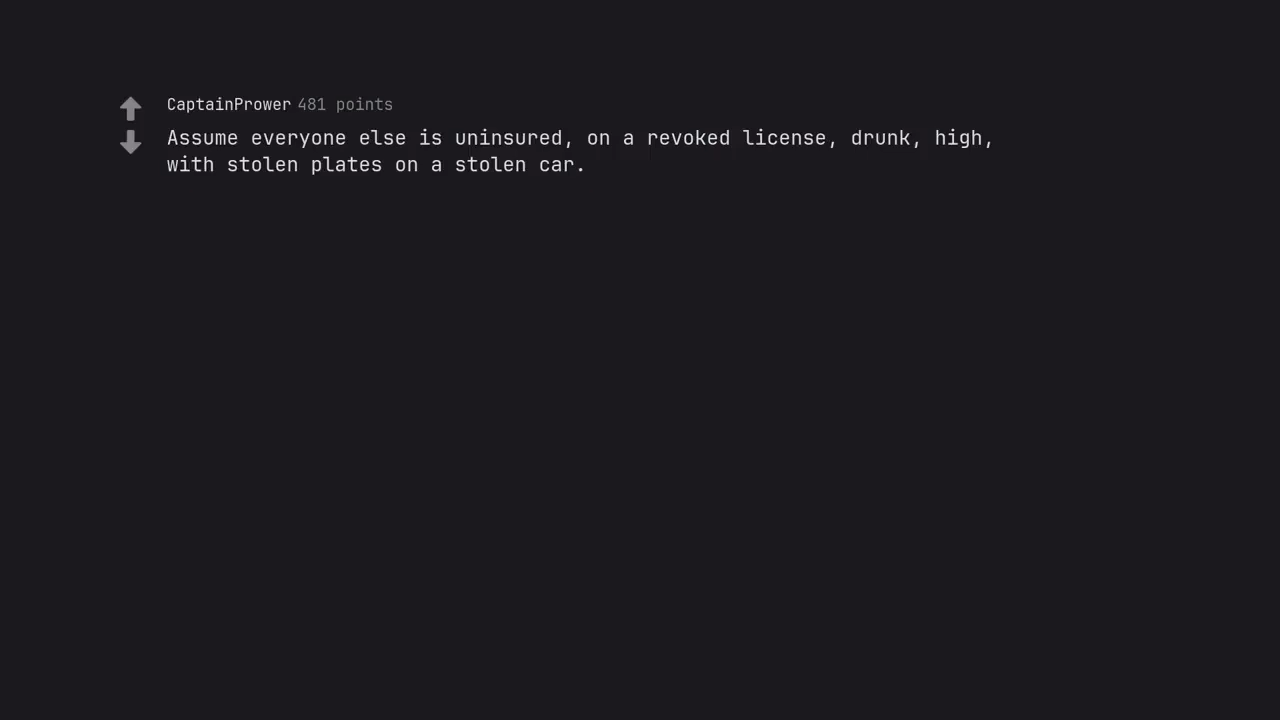 CaptainPrower 481 points
Assume everyone else is uninsured, on a revoked license, drunk, high,
with stolen plates on a stolen car.